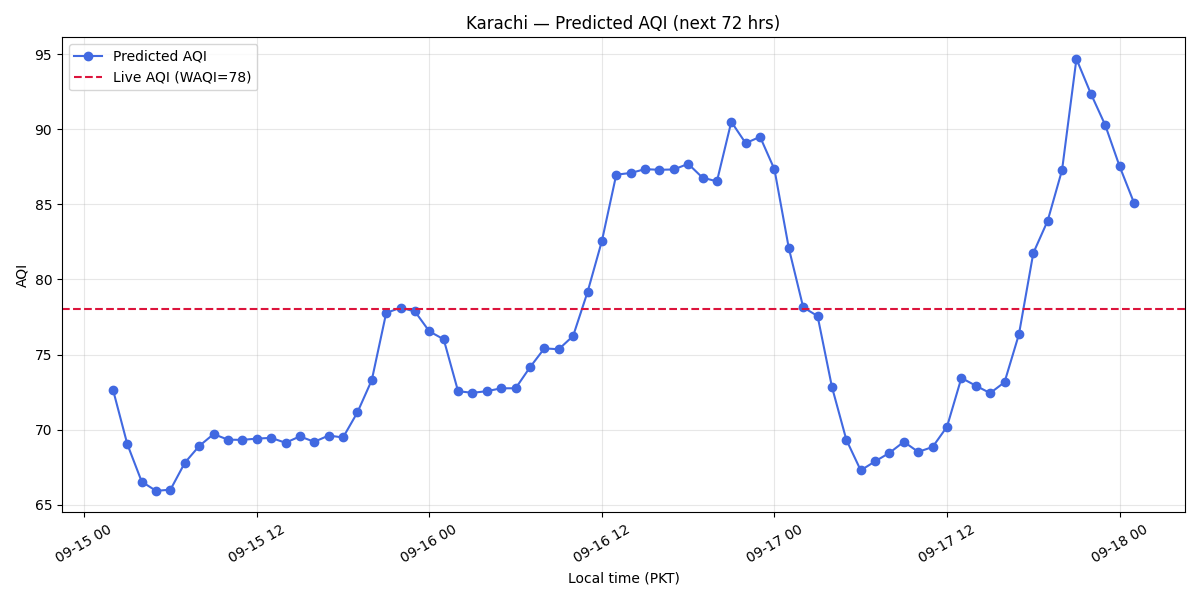 Karachi — Predicted AQI (next 72 hrs)
Predicted AQI
Live AQI (WAQI=78)
AQI
95
90
85
80
75
70
65
09-15 00
09-15 12
09-16 00
09-16 12
09-17 00
09-17 12
09-18 00
Local time (PKT)